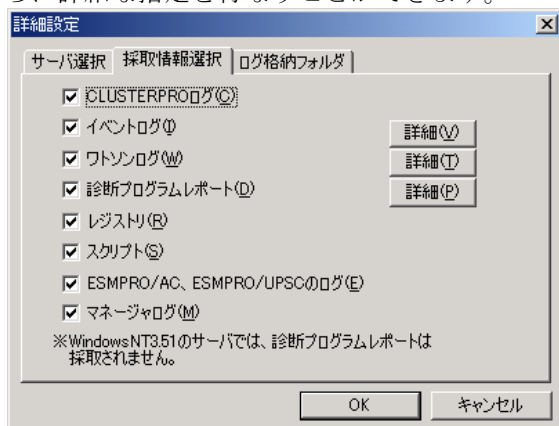 詳細設定
サーバ選択 採取情報選択 ログ格納フォルダ
CLUSTERPROログ(C)
イベントログ(I) 詳細(V)
ワトソンログ(W) 詳細(T)
診断プログラムレポート(D) 詳細(P)
レジストリ(R)
スクリプト(S)
ESMPRO/AC、ESMPRO/UPSCのログ(E)
マネージャログ(M)
※WindowsNT3.51のサーバでは、診断プログラムレポートは
採取されません。
OK キャンセル